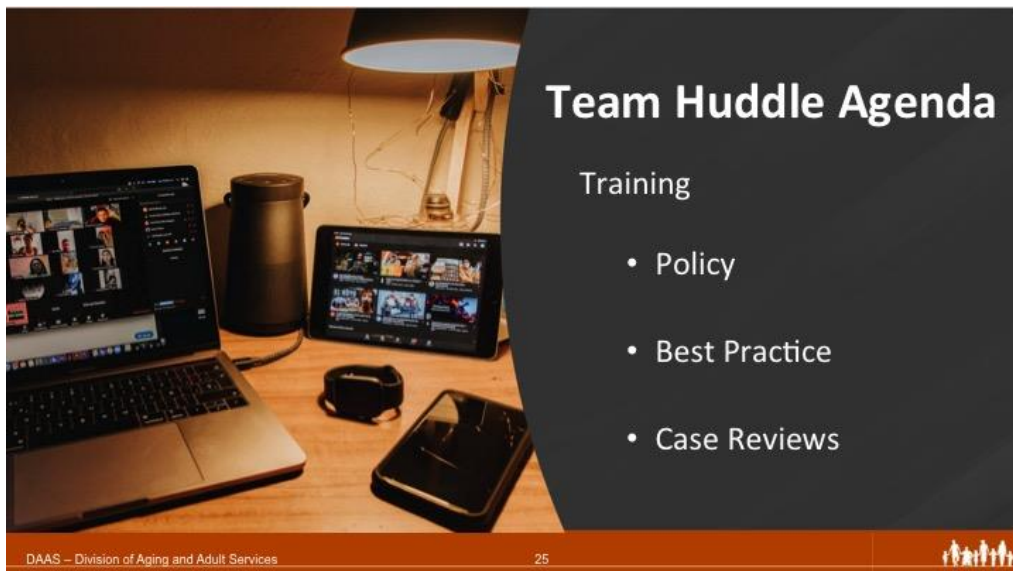 Team Huddle Agenda
Training
• Policy
• Best Practice
• Case Reviews
DAAS – Division of Aging and Adult Services
25